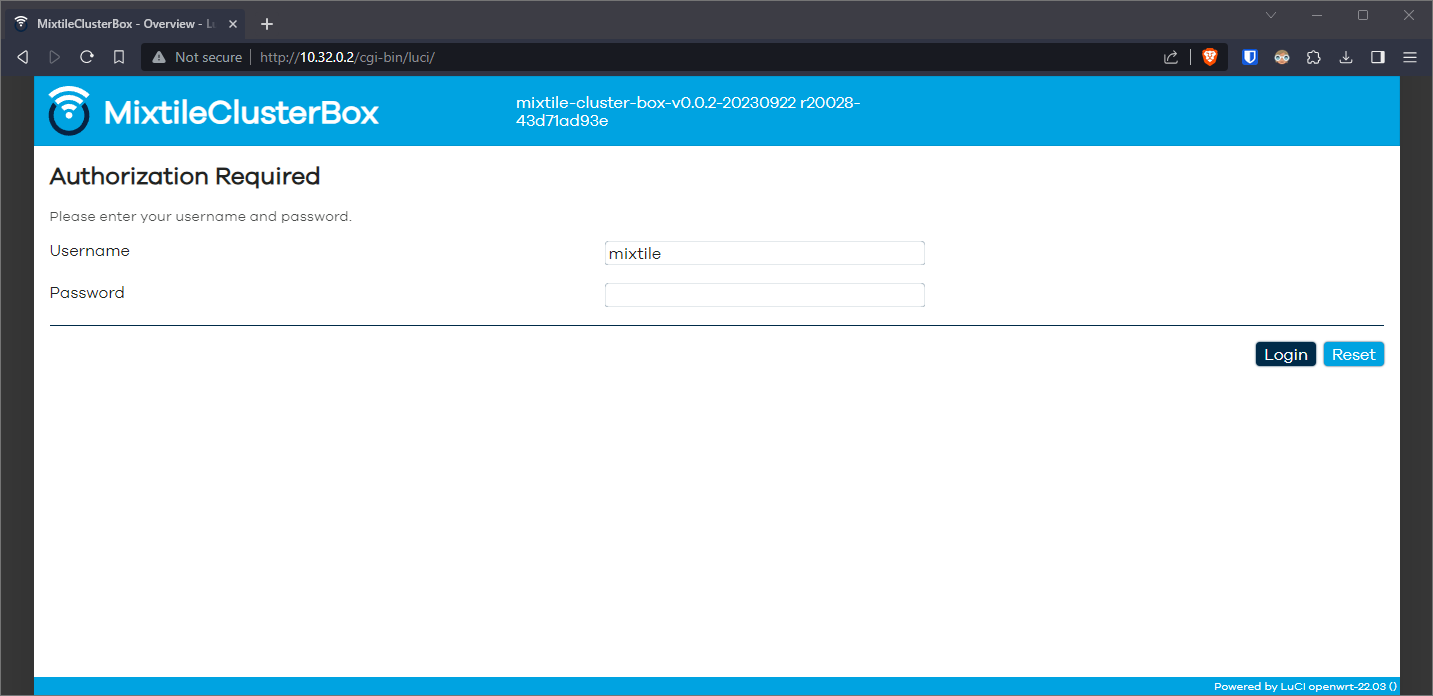 MixtileClusterBox - Overview - L
Not secure
http://10.32.0.2/cgi-bin/luci/
MixtileClusterBox
mixtile-cluster-box-v0.0.2-20230922 r20028-
43d71ad93e
Authorization Required
Please enter your username and password.
Username
mixtile
Password
Login Reset
Powered by LuCI openwrt-22.03 ()